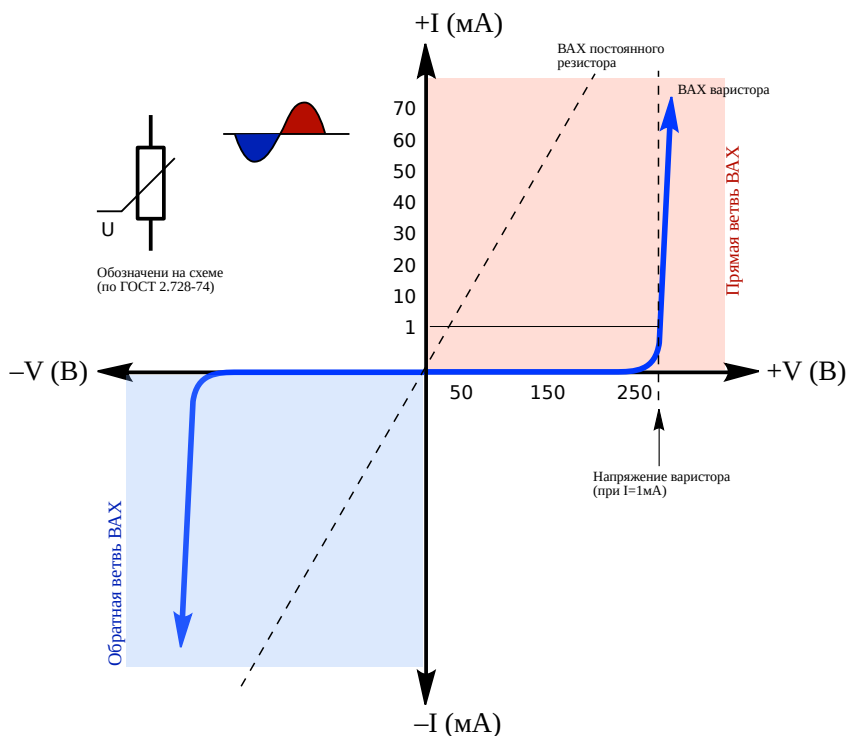 +I (мА)
ВАХ постоянного
резистора
ВАХ варистора
70
60
50
40
30
20
10
1
U
Обозначени на схеме
(по ГОСТ 2.728-74)
Прямая ветвь ВАХ
–V (В)
+V (В)
50
150
250
Напряжение варистора
(при I=1мА)
Обратная ветвь ВАХ
–I (мА)